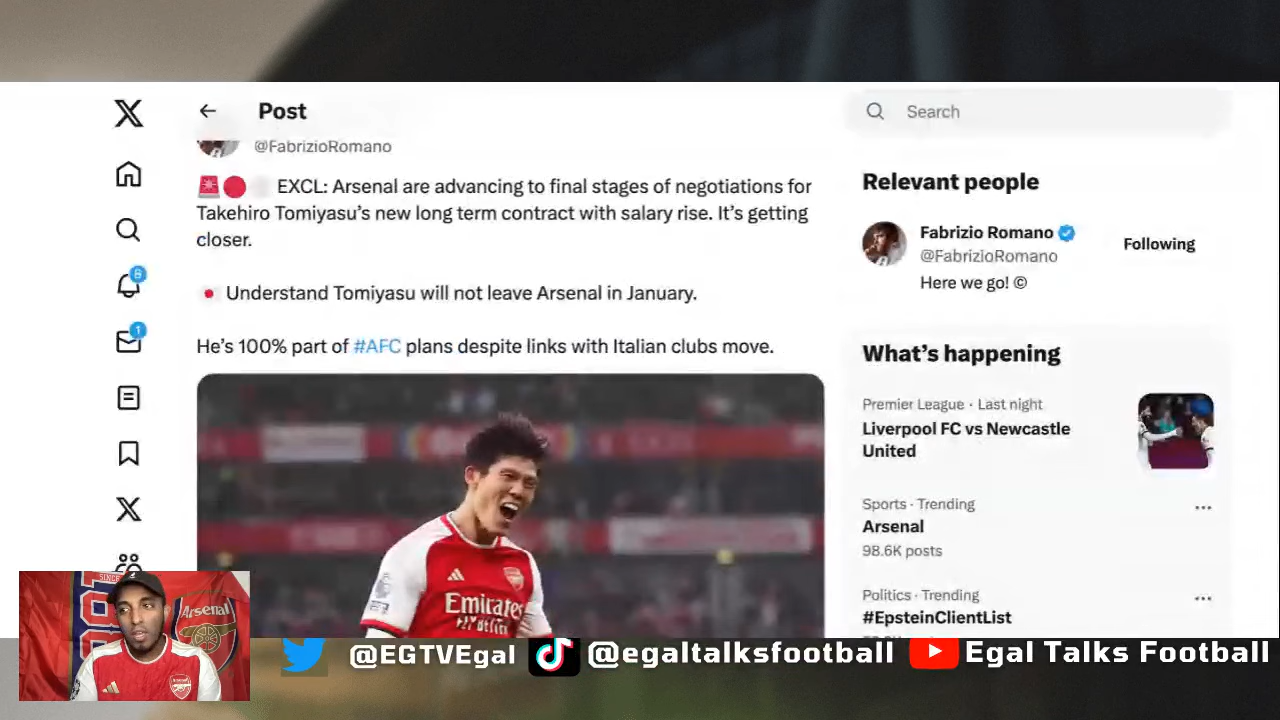 Post
Search
@FabrizioRomano
EXCL: Arsenal are advancing to final stages of negotiations for
Takehiro Tomiyasu's new long term contract with salary rise. It's getting
closer.
Understand Tomiyasu will not leave Arsenal in January.
He's 100% part of #AFC plans despite links with Italian clubs move.
Emirates
Relevant people
Fabrizio Romano
@FabrizioRomano
Here we go! ©
Following
What's happening
Premier League · Last night
Liverpool FC vs Newcastle
United
Sports · Trending
Arsenal
98.6K posts
Politics · Trending
#EpsteinClientList
6
1
Arsenal
@EGTVEgal
@egaltalksfootball
Egal Talks Football